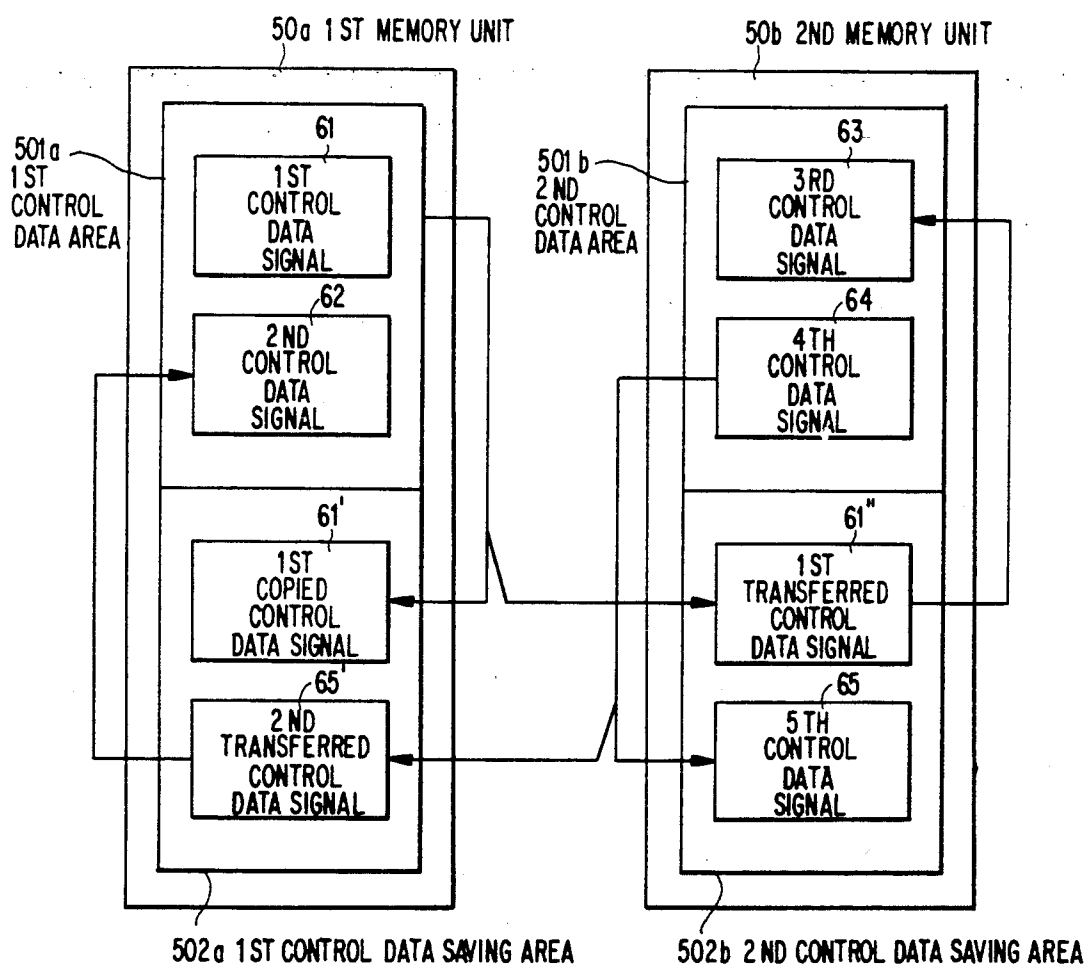 50a 1ST MEMORY UNIT
50b 2ND MEMORY UNIT
501a
1ST
CONTROL
DATA AREA
61
1ST
CONTROL
DATA
SIGNAL
62
2ND
CONTROL
DATA
SIGNAL
61'
1ST
COPIED
CONTROL
DATA SIGNAL
65'
2ND
TRANSFERRED
CONTROL
DATA SIGNAL
501b
2ND
CONTROL
DATA AREA
63
3RD
CONTROL
DATA
SIGNAL
64
4TH
CONTROL
DATA
SIGNAL
61"
1ST
TRANSFERRED
CONTROL
DATA SIGNAL
65
5TH
CONTROL
DATA
SIGNAL
502a 1ST CONTROL DATA SAVING AREA
502b 2ND CONTROL DATA SAVING AREA